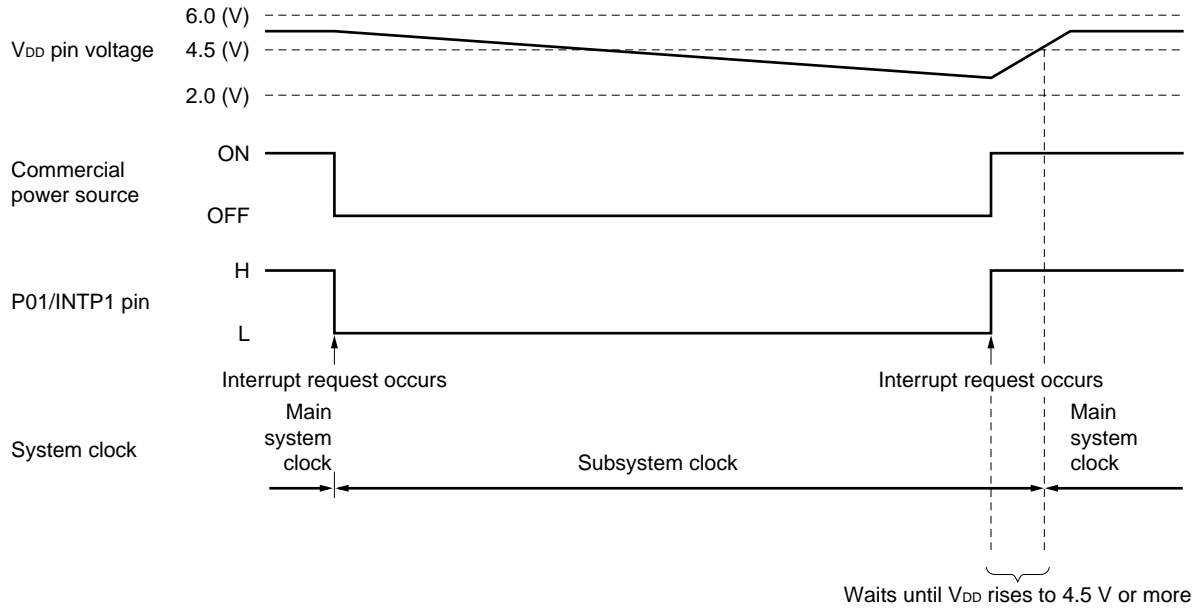 6.0 (V)
VDD pin voltage
4.5 (V)
2.0 (V)
Commercial
power source
ON
OFF
P01/INTP1 pin
H
L
Interrupt request occurs
Interrupt request occurs
System clock
Main
system
clock
Subsystem clock
Main
system
clock
Waits until VDD rises to 4.5 V or more